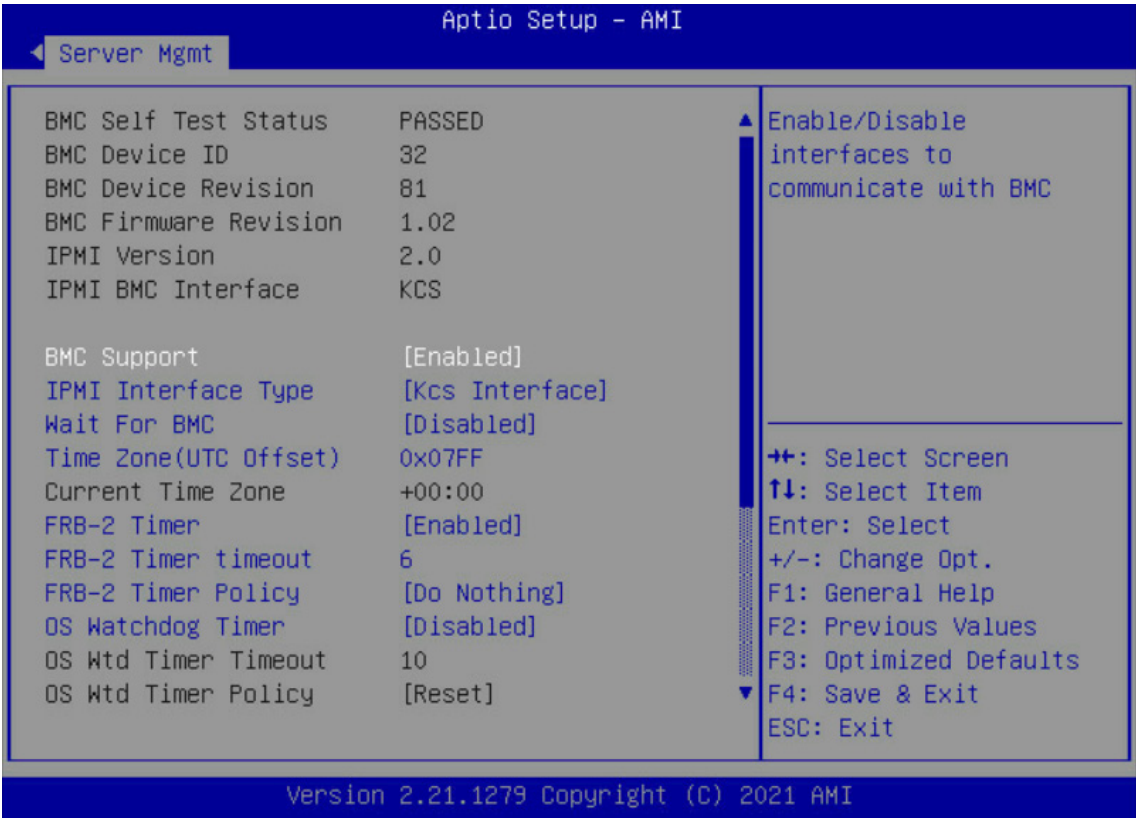 Aptio Setup – AMI
Server Mgmt
BMC Self Test Status PASSED
BMC Device ID 32
BMC Device Revision 81
BMC Firmware Revision 1.02
IPMI Version 2.0
IPMI BMC Interface KCS
BMC Support [Enabled]
IPMI Interface Type [Kcs Interface]
Wait For BMC [Disabled]
Time Zone(UTC Offset) 0x07FF
Current Time Zone +00:00
FRB-2 Timer [Enabled]
FRB-2 Timer timeout 6
FRB-2 Timer Policy [Do Nothing]
OS Watchdog Timer [Disabled]
OS Wtd Timer Timeout 10
OS Wtd Timer Policy [Reset]
Enable/Disable
interfaces to
communicate with BMC
→←: Select Screen
↑↓: Select Item
Enter: Select
+/-: Change Opt.
F1: General Help
F2: Previous Values
F3: Optimized Defaults
F4: Save & Exit
ESC: Exit
Version 2.21.1279 Copyright (C) 2021 AMI